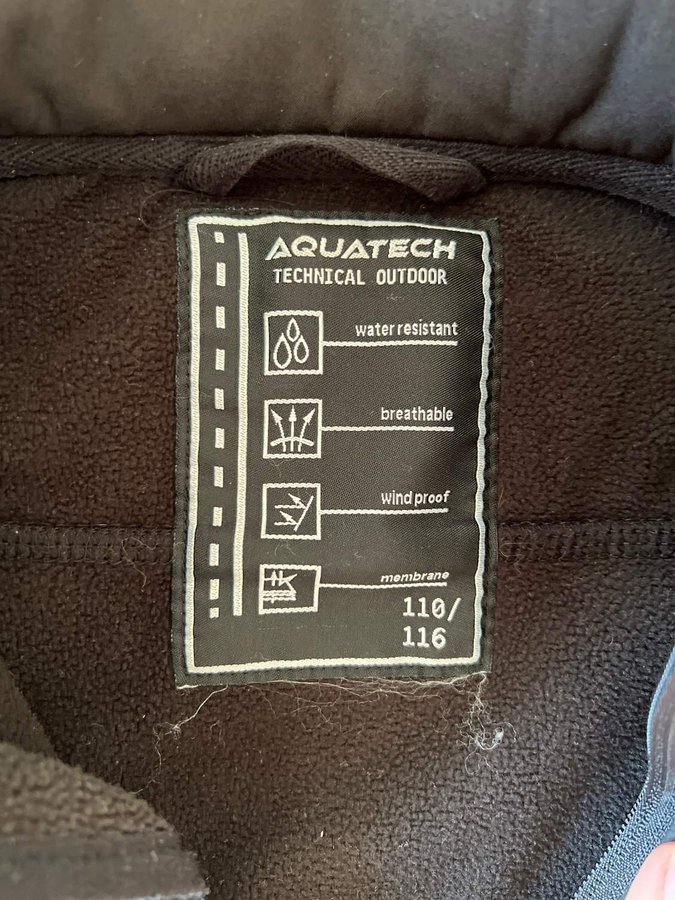 AQUATECH
TECHNICAL OUTDOOR
water resistant
breathable
wind proof
membrane
110/
116